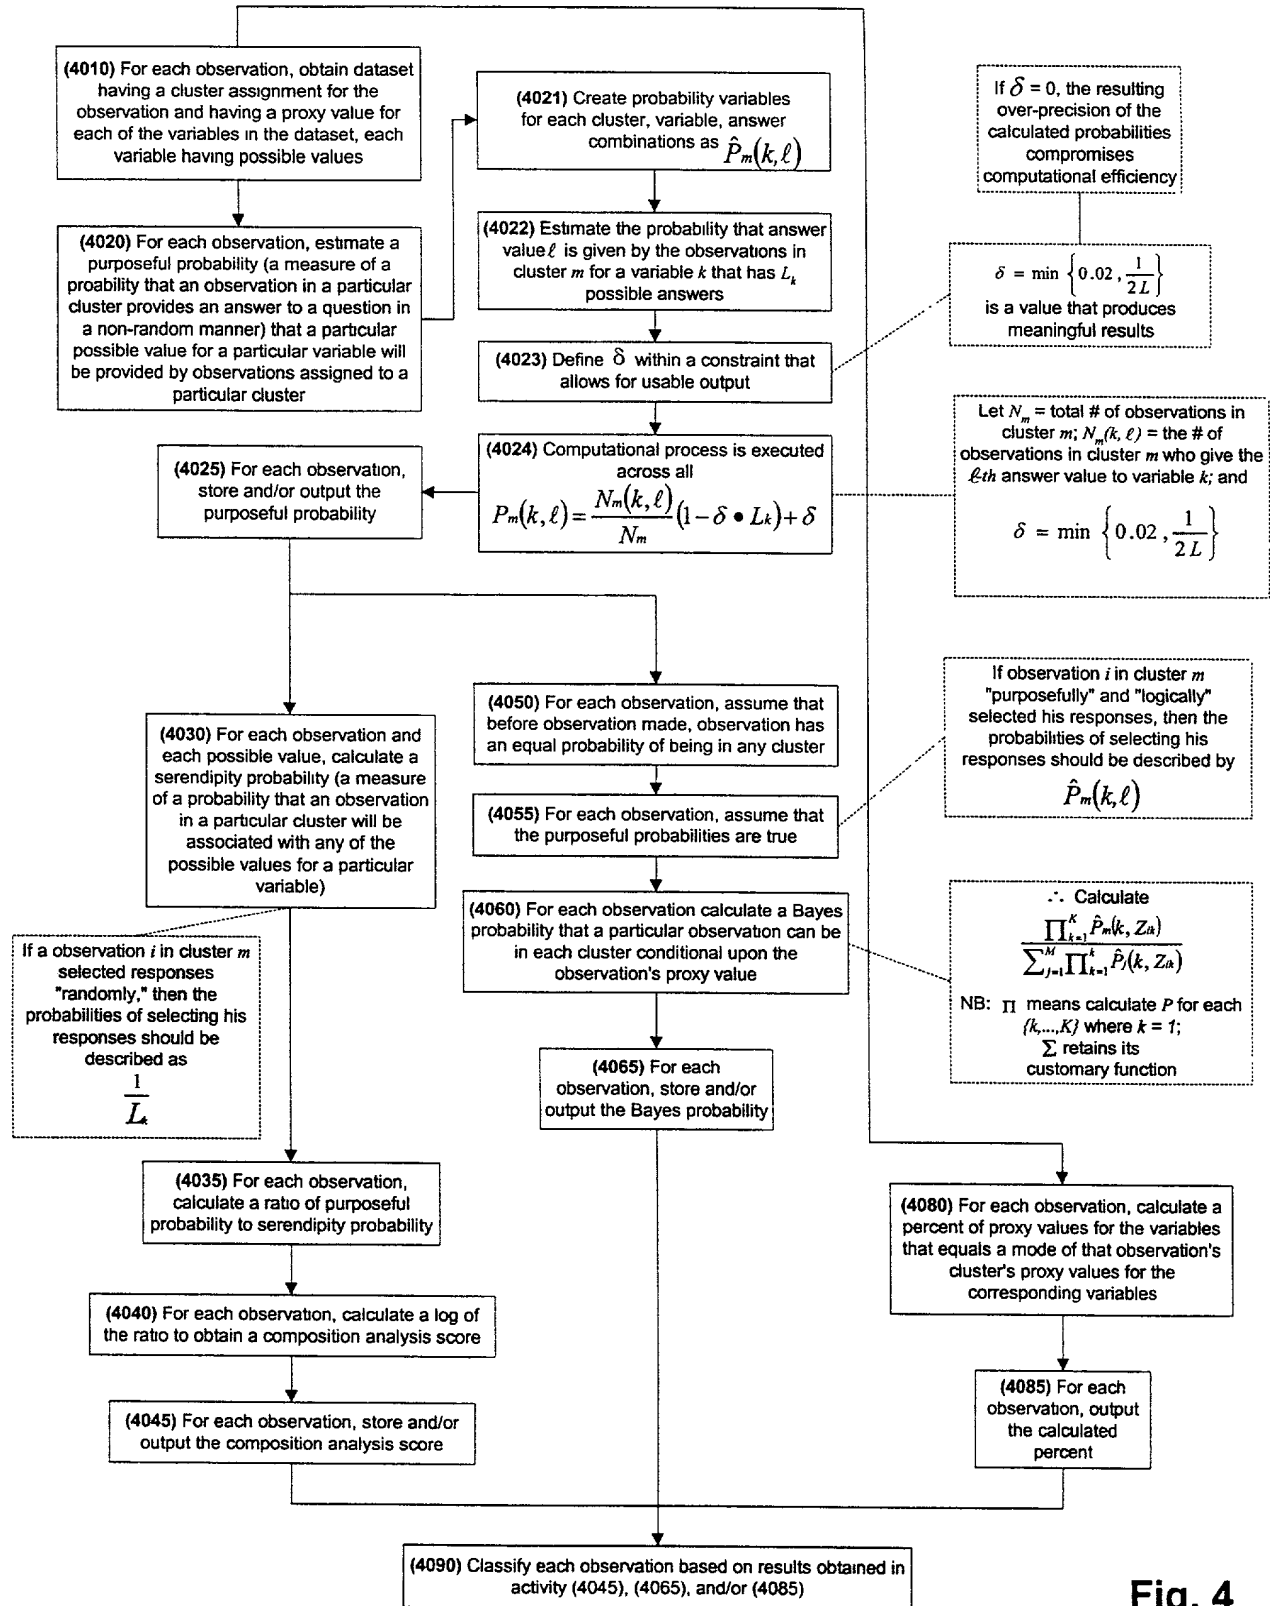 (4010) For each observation, obtain dataset
having a cluster assignment for the
observation and having a proxy value for
each of the variables in the dataset, each
variable having possible values
(4020) For each observation, estimate a
purposeful probability (a measure of a
proability that an observation in a particular
cluster provides an answer to a question in
a non-random manner) that a particular
possible value for a particular variable will
be provided by observations assigned to a
particular cluster
(4021) Create probability variables
for each cluster, variable, answer
combinations as P̂m(k,ℓ)
(4022) Estimate the probability that answer
value ℓ is given by the observations in
cluster m for a variable k that has Lk
possible answers
(4023) Define δ within a constraint that
allows for usable output
(4024) Computational process is executed
across all
Pm(k,ℓ) = Nm(k,ℓ)/Nm (1−δ•Lk)+δ
(4025) For each observation,
store and/or output the
purposeful probability
If δ = 0, the resulting
over-precision of the
calculated probabilities
compromises
computational efficiency
δ = min {0.02, 1/2L}
is a value that produces
meaningful results
Let Nm = total # of observations in
cluster m; Nm(k, ℓ) = the # of
observations in cluster m who give the
ℓ-th answer value to variable k; and
δ = min {0.02, 1/2L}
(4030) For each observation and
each possible value, calculate a
serendipity probability (a measure
of a probability that an observation
in a particular cluster will be
associated with any of the
possible values for a particular
variable)
If a observation i in cluster m
selected responses
"randomly," then the
probabilities of selecting his
responses should be
described as
1/Lk
(4035) For each observation,
calculate a ratio of purposeful
probability to serendipity probability
(4040) For each observation, calculate a log of
the ratio to obtain a composition analysis score
(4045) For each observation, store and/or
output the composition analysis score
(4050) For each observation, assume that
before observation made, observation has
an equal probability of being in any cluster
(4055) For each observation, assume that
the purposeful probabilities are true
(4060) For each observation calculate a Bayes
probability that a particular observation can be
in each cluster conditional upon the
observation's proxy value
(4065) For each
observation, store and/or
output the Bayes probability
If observation i in cluster m
"purposefully" and "logically"
selected his responses, then the
probabilities of selecting his
responses should be described by
P̂m(k,ℓ)
∴ Calculate
∏k=1^K P̂m(k, Zik)
∑j=1^M ∏k=1^k P̂j(k, Zik)
NB: Π means calculate P for each
{k,...,K} where k = 1;
∑ retains its
customary function
(4080) For each observation, calculate a
percent of proxy values for the variables
that equals a mode of that observation's
cluster's proxy values for the
corresponding variables
(4085) For each
observation, output
the calculated
percent
(4090) Classify each observation based on results obtained in
activity (4045), (4065), and/or (4085)
Fig. 4